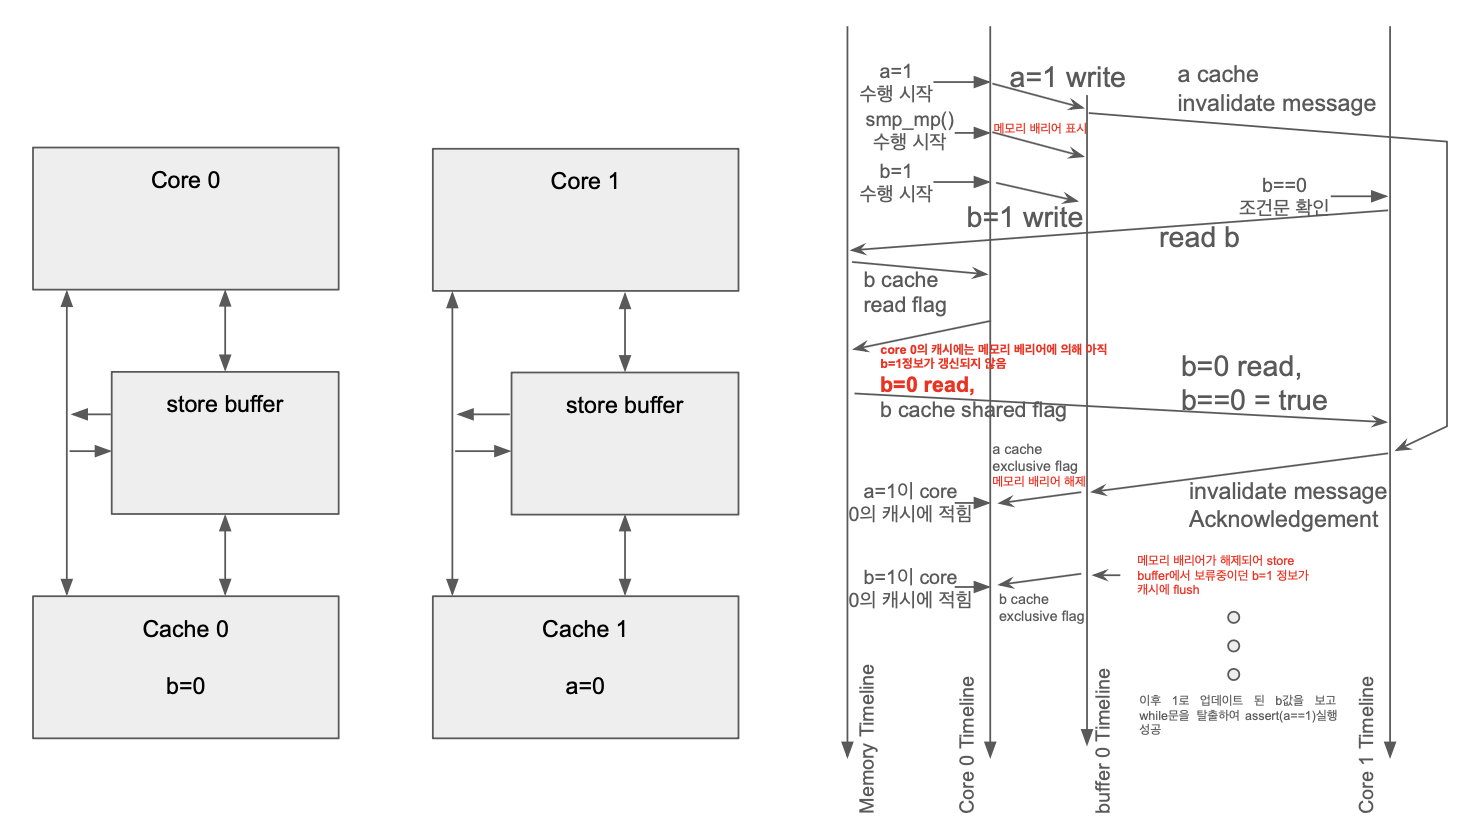 Core 0
store buffer
Cache 0
b=0
Core 1
store buffer
Cache 1
a=0
a=1
수행 시작
a=1 write
a cache
invalidate message
smp_mp()
수행 시작
메모리 배리어 표시
b=1
수행 시작
b=1 write
b==0
조건문 확인
read b
b cache
read flag
core 0의 캐시에는 메모리 베리어에 의해 아직
b=1정보가 갱신되지 않음
b=0 read,
b cache shared flag
b=0 read,
b==0 = true
a cache
exclusive flag
메모리 배리어 해제
a=1이 core
0의 캐시에 적힘
invalidate message
Acknowledgement
b=1이 core
0의 캐시에 적힘
b cache
exclusive flag
메모리 배리어가 해제되어 store
buffer에서 보류중이던 b=1 정보가
캐시에 flush
이후 1로 업데이트 된 b값을 보고
while문을 탈출하여 assert(a==1)실행
성공
Memory Timeline
Core 0 Timeline
buffer 0 Timeline
Core 1 Timeline